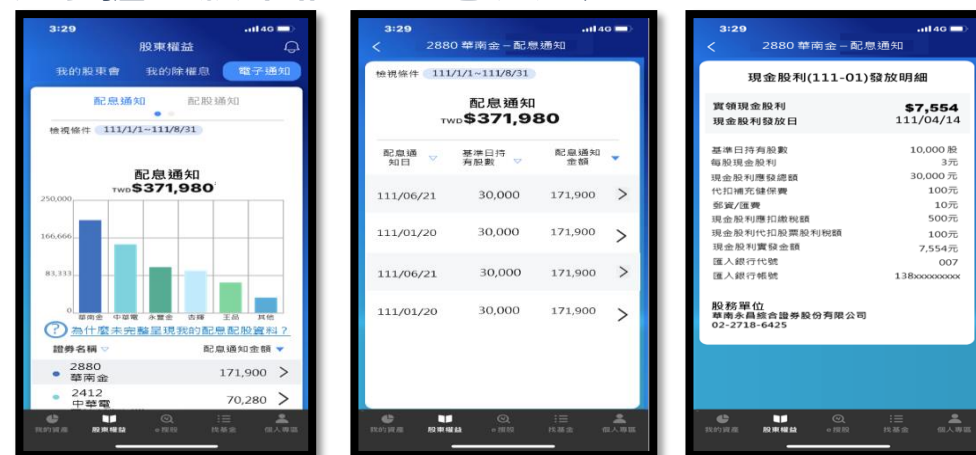 3:29
4G
股東權益
我的股東會 我的除權息 電子通知
配息通知 配股通知
檢視條件 111/1/1~111/8/31
配息通知
TWD$371,980
250,000
166,666
83,333
0
華南金 中華電 永豐金 吉輝 王品 其他
? 為什麼未完整呈現我的配息配股資料?
證券名稱 配息通知金額
2880
華南金
171,900 >
2412
中華電
70,280 >
我的資產 股東權益 e搜股 找基金 個人專區
3:29
4G
< 2880 華南金–配息通知
檢視條件 111/1/1~111/8/31
配息通知
TWD$371,980
配息通知日 基準日持有股數 配息通知金額
111/06/21 30,000 171,900 >
111/01/20 30,000 171,900 >
111/06/21 30,000 171,900 >
111/01/20 30,000 171,900 >
我的資產 股東權益 e搜股 找基金 個人專區
3:29
4G
< 2880 華南金–配息通知
現金股利(111-01)發放明細
實領現金股利 $7,554
現金股利發放日 111/04/14
基準日持有股數 10,000股
每股現金股利 3元
現金股利應發總額 30,000元
代扣補充健保費 100元
郵資/匯費 10元
現金股利應扣繳稅額 500元
現金股利代扣股票股利稅額 100元
現金股利實發金額 7,554元
匯入銀行代號 007
匯入銀行帳號 138xxxxxxxxx
股務單位
華南永昌綜合證券股份有限公司
02-2718-6425
我的資產 股東權益 e搜股 找基金 個人專區